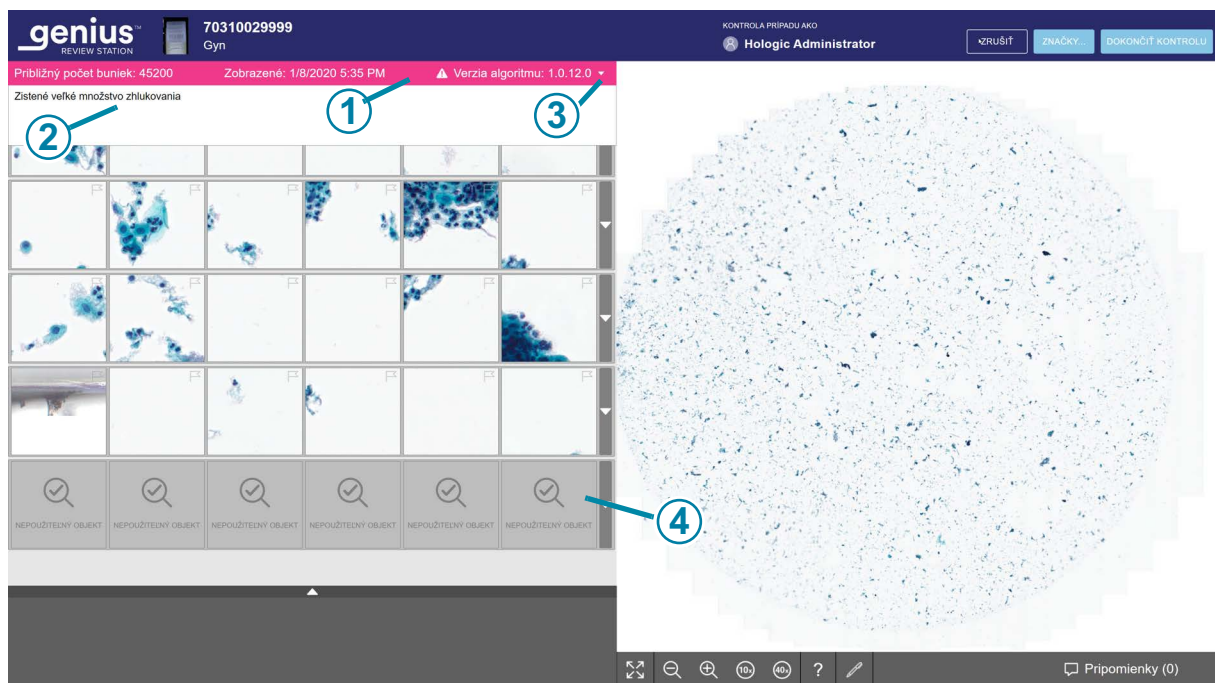 genius™
REVIEW STATION
70310029999
Gyn
KONTROLA PRÍPADU AKO
Hologic Administrator
ZRUŠIŤ
ZNAČKY...
DOKONČIŤ KONTROLU
Približný počet buniek: 45200 Zobrazené: 1/8/2020 5:35 PM Verzia algoritmu: 1.0.12.0
Zistené veľké množstvo zhlukovania
1
2
3
NEPOUŽITEĽNÝ OBJEKT NEPOUŽITEĽNÝ OBJEKT NEPOUŽITEĽNÝ OBJEKT NEPOUŽITEĽNÝ OBJEKT NEPOUŽITEĽNÝ OBJEKT NEPOUŽITEĽNÝ OBJEKT
4
10x 40x ? Pripomienky (0)